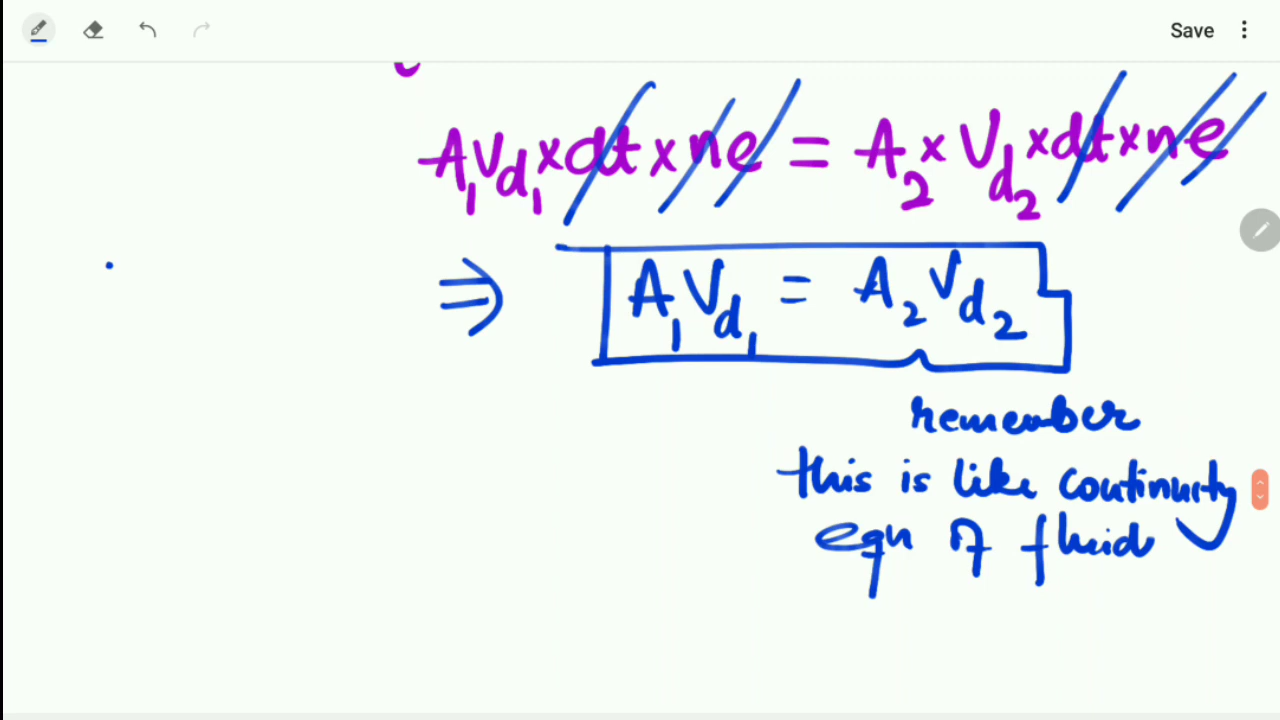 Save
A₁Vd₁×dt×ne = A₂×Vd₂×dt×ne
⇒ A₁Vd₁ = A₂Vd₂
remember
this is like continuity
eqn of fluid